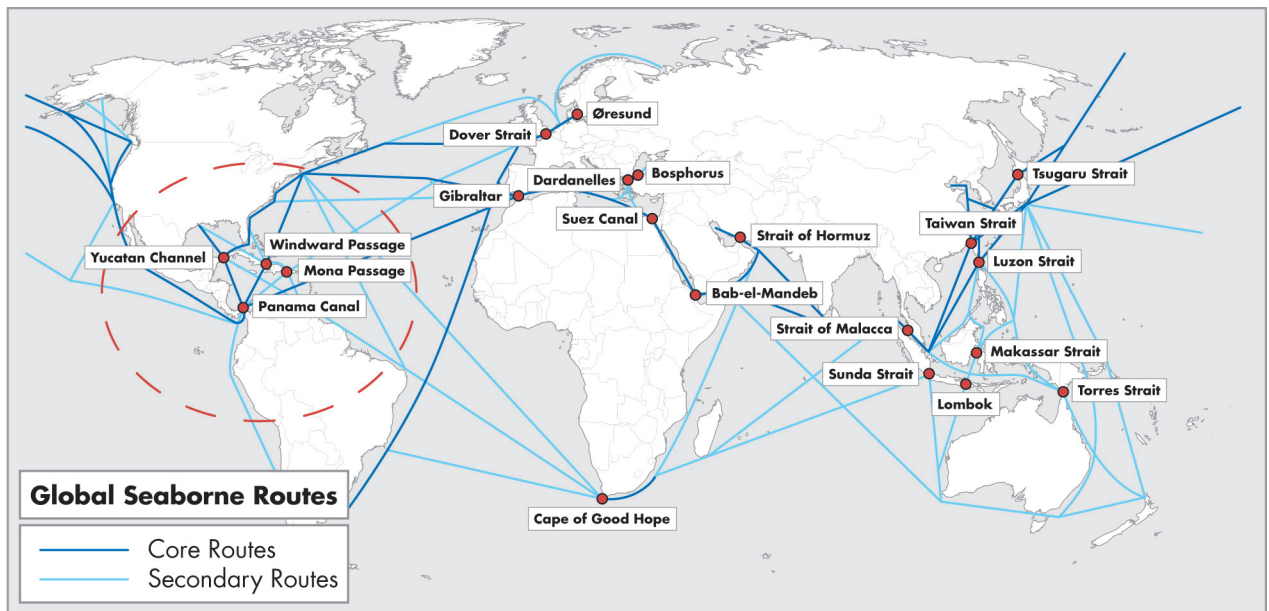 Øresund
Dover Strait
Bosphorus
Dardanelles
Tsugaru Strait
Gibraltar
Suez Canal
Taiwan Strait
Strait of Hormuz
Windward Passage
Yucatan Channel
Luzon Strait
Mona Passage
Bab-el-Mandeb
Panama Canal
Strait of Malacca
Makassar Strait
Sunda Strait
Torres Strait
Lombok
Global Seaborne Routes
Cape of Good Hope
Core Routes
Secondary Routes